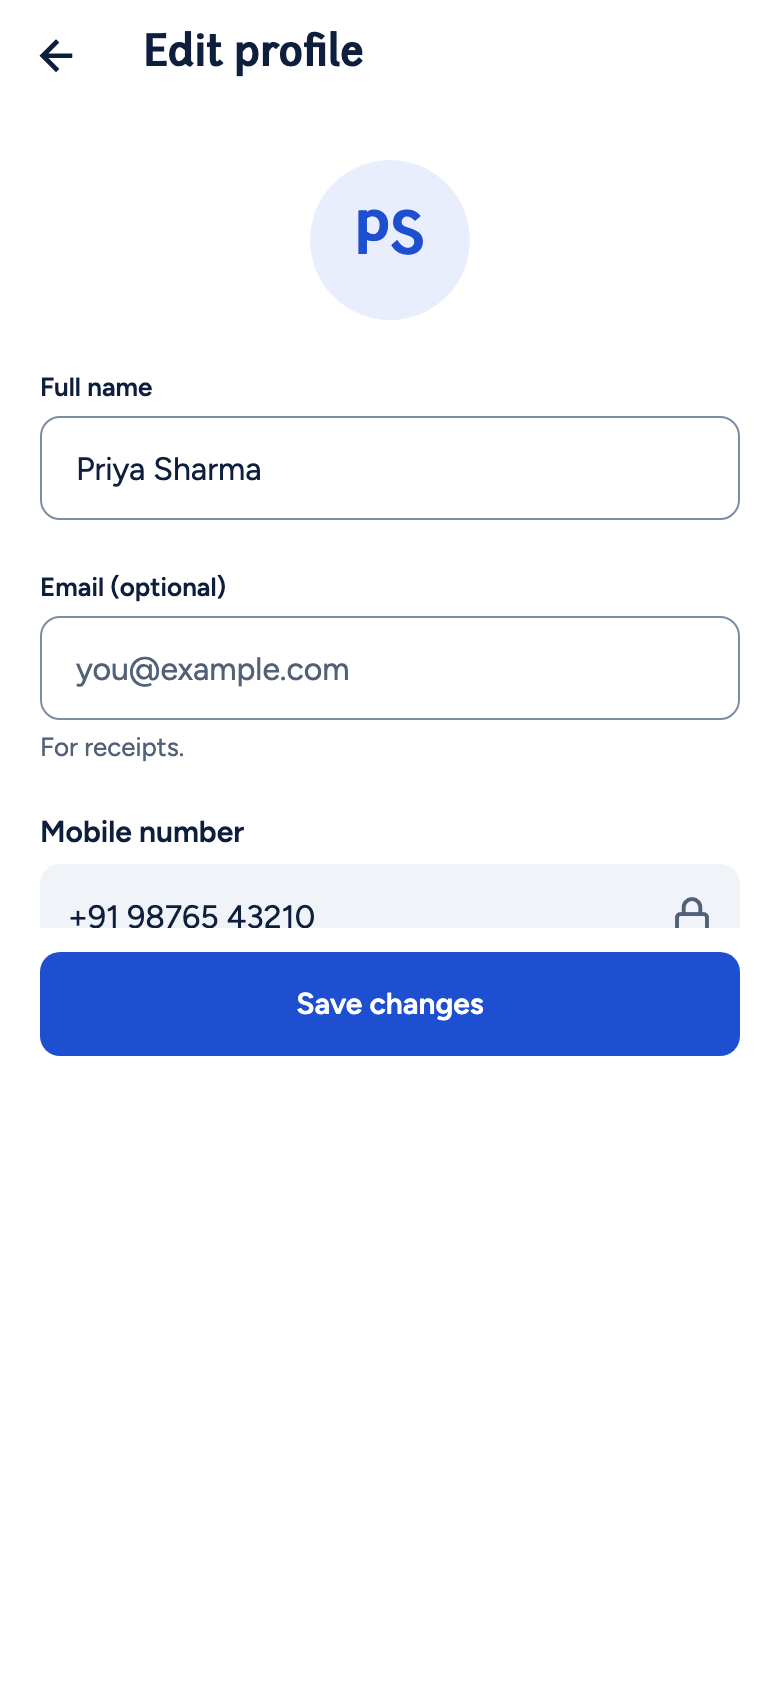 Edit profile
PS
Full name
Priya Sharma
Email (optional)
you@example.com
For receipts.
Mobile number
+91 98765 43210
Save changes